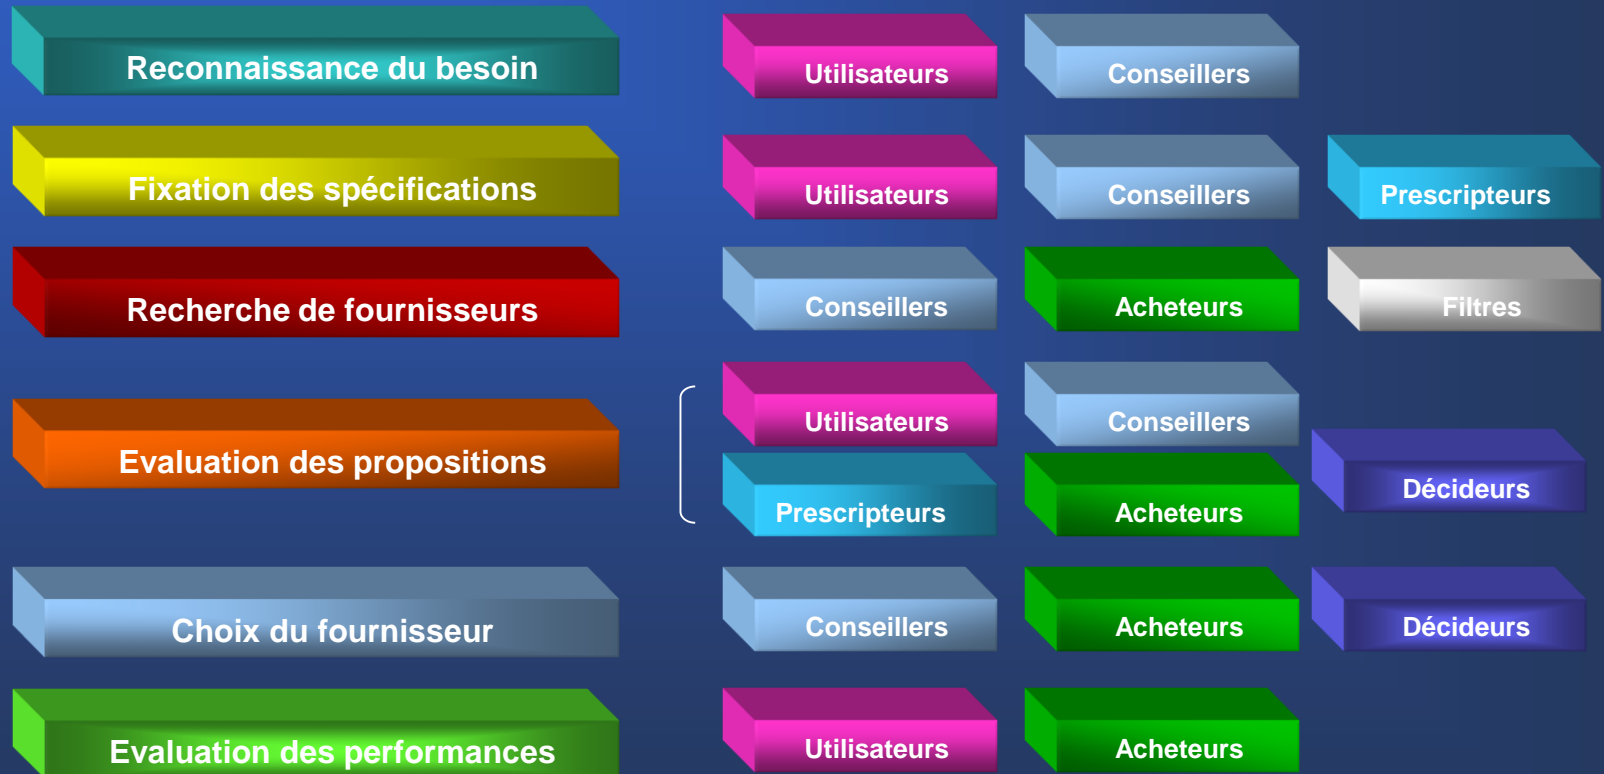 Reconnaissance du besoin
Utilisateurs
Conseillers
Fixation des spécifications
Utilisateurs
Conseillers
Prescripteurs
Recherche de fournisseurs
Conseillers
Acheteurs
Filtres
Evaluation des propositions
Utilisateurs
Conseillers
Prescripteurs
Acheteurs
Décideurs
Choix du fournisseur
Conseillers
Acheteurs
Décideurs
Evaluation des performances
Utilisateurs
Acheteurs